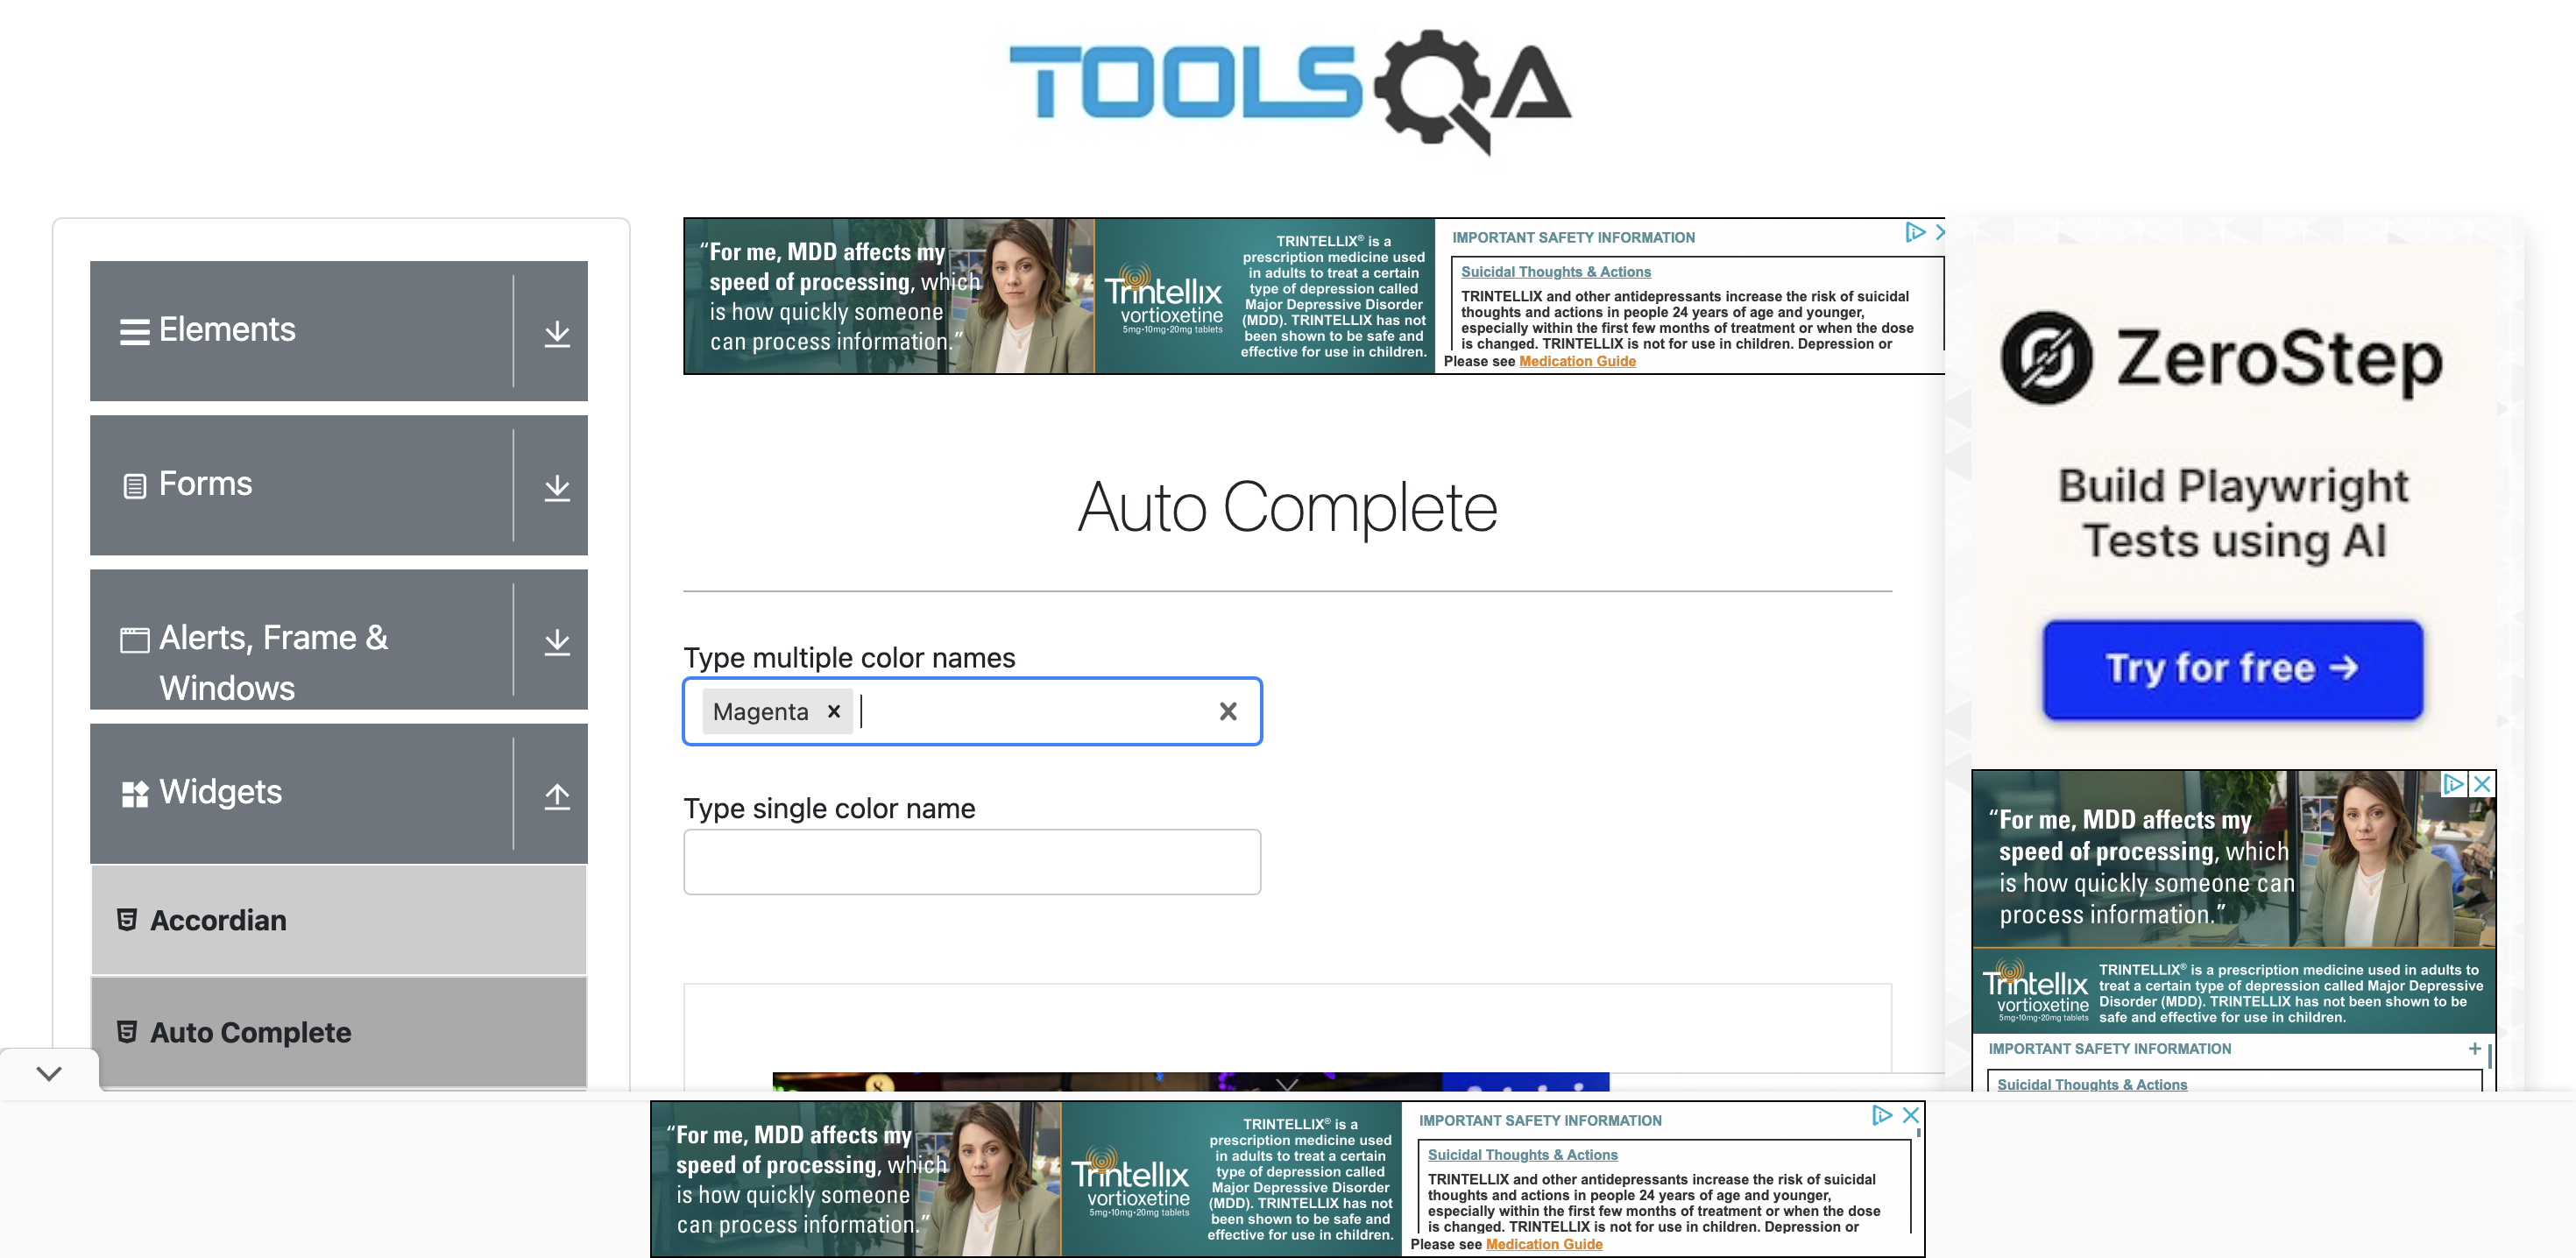 TOOLSQA
Elements
Forms
Alerts, Frame &
Windows
Widgets
Accordian
Auto Complete
“For me, MDD affects my
speed of processing, which
is how quickly someone
can process information.”
Trintellix
vortioxetine
5mg•10mg•20mg tablets
TRINTELLIX® is a
prescription medicine used
in adults to treat a certain
type of depression called
Major Depressive Disorder
(MDD). TRINTELLIX has not
been shown to be safe and
effective for use in children.
IMPORTANT SAFETY INFORMATION
Suicidal Thoughts & Actions
TRINTELLIX and other antidepressants increase the risk of suicidal
thoughts and actions in people 24 years of age and younger,
especially within the first few months of treatment or when the dose
is changed. TRINTELLIX is not for use in children. Depression or
Please see Medication Guide
Auto Complete
Type multiple color names
Magenta
Type single color name
ZeroStep
Build Playwright
Tests using AI
Try for free →
“For me, MDD affects my
speed of processing, which
is how quickly someone can
process information.”
Trintellix
vortioxetine
5mg•10mg•20mg tablets
TRINTELLIX® is a prescription medicine used in adults to
treat a certain type of depression called Major Depressive
Disorder (MDD). TRINTELLIX has not been shown to be
safe and effective for use in children.
IMPORTANT SAFETY INFORMATION
Suicidal Thoughts & Actions
“For me, MDD affects my
speed of processing, which
is how quickly someone
can process information.”
Trintellix
vortioxetine
5mg•10mg•20mg tablets
TRINTELLIX® is a
prescription medicine used
in adults to treat a certain
type of depression called
Major Depressive Disorder
(MDD). TRINTELLIX has not
been shown to be safe and
effective for use in children.
IMPORTANT SAFETY INFORMATION
Suicidal Thoughts & Actions
TRINTELLIX and other antidepressants increase the risk of suicidal
thoughts and actions in people 24 years of age and younger,
especially within the first few months of treatment or when the dose
is changed. TRINTELLIX is not for use in children. Depression or
Please see Medication Guide